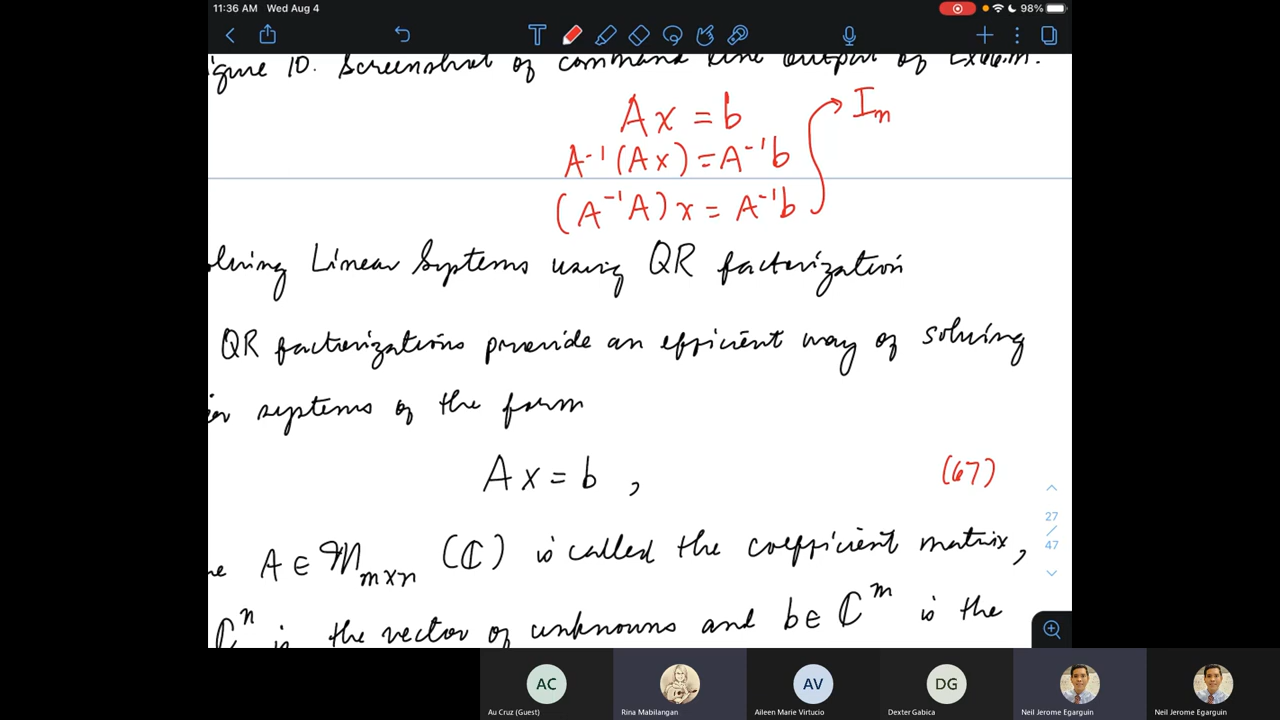 11:36 AM Wed Aug 4
98%
igure 10. Screenshot of command line output of
Ax = b
Iₙ
A⁻¹(Ax) = A⁻¹b
(A⁻¹A)x = A⁻¹b
olving Linear Systems using QR factorization
QR factorizations provide an efficient way of solving
systems of the form
Ax = b,
(67)
27
/
47
A ∈ 𝓜ₘₓₙ (ℂ) is called the coefficient matrix,
ℂⁿ is the vector of unknowns and b ∈ ℂᵐ is the
AC
AV
DG
Au Cruz (Guest)
Rina Mabilangan
Aileen Marie Virtucio
Dexter Gabica
Neil Jerome Egarguin
Neil Jerome Egarguin